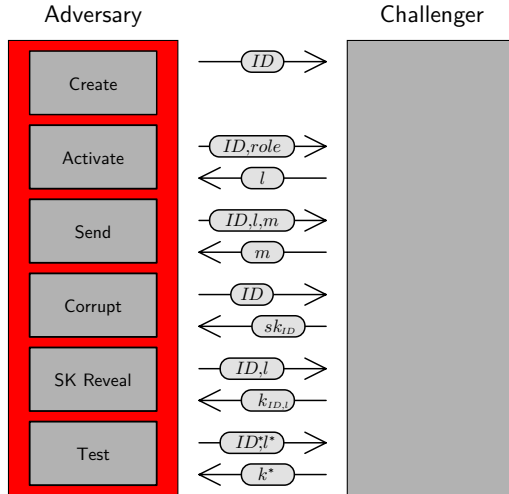 Adversary Challenger
Create ID
Activate ID,role
l
Send ID,l,m
m
Corrupt ID
sk_ID
SK Reveal ID,l
k_ID,l
Test ID*,l*
k*